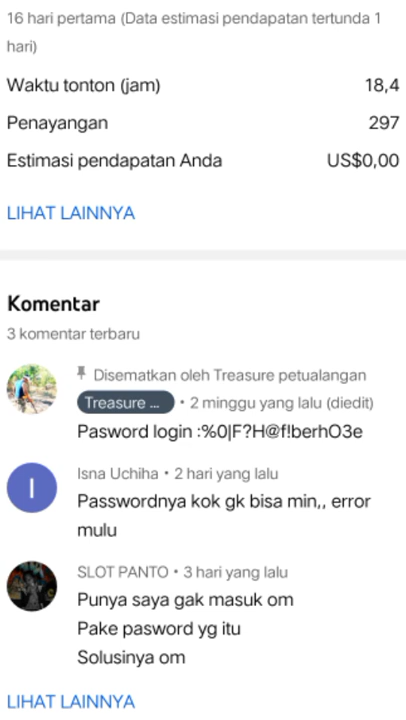 16 hari pertama (Data estimasi pendapatan tertunda 1
hari)
Waktu tonton (jam) 18,4
Penayangan 297
Estimasi pendapatan Anda US$0,00
LIHAT LAINNYA
Komentar
3 komentar terbaru
Disematkan oleh Treasure petualangan
Treasure ... • 2 minggu yang lalu (diedit)
Pasword login :%0|F?H@f!berhO3e
I
Isna Uchiha • 2 hari yang lalu
Passwordnya kok gk bisa min,, error
mulu
SLOT PANTO • 3 hari yang lalu
Punya saya gak masuk om
Pake pasword yg itu
Solusinya om
LIHAT LAINNYA